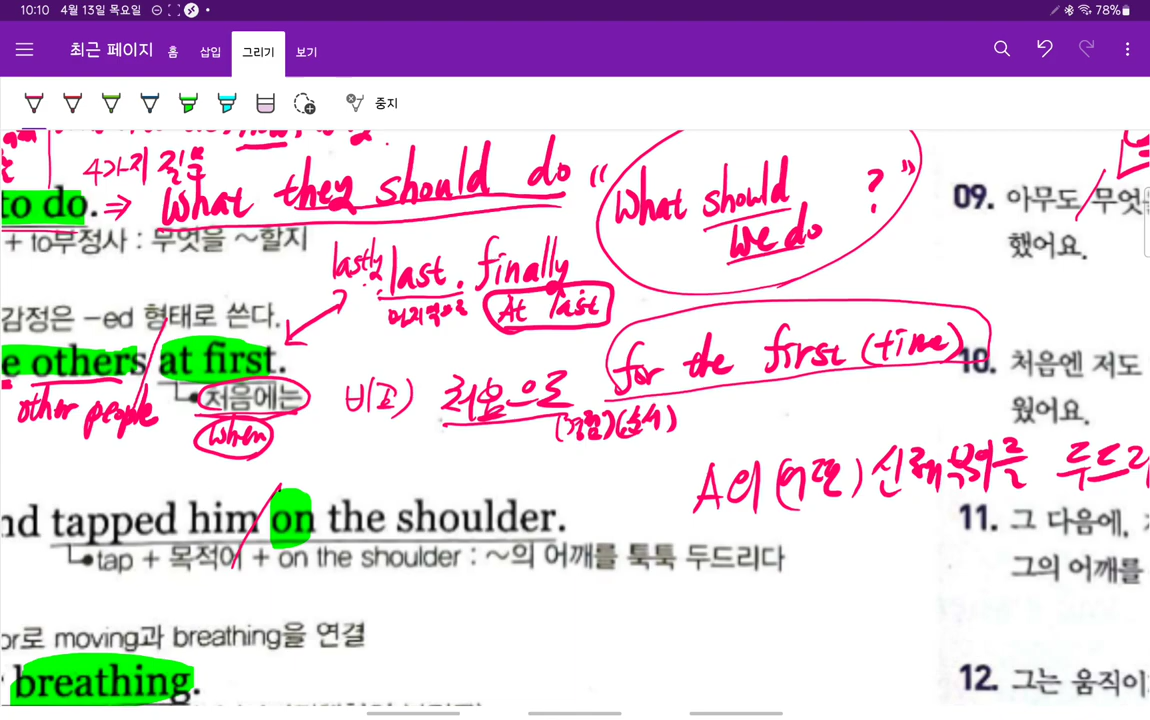 10:10 4월 13일 목요일 78%
최근 페이지 홈 삽입 그리기 보기
중지
4가지 질문
to do. ⇒ what they should do "What should we do ?"
+ to부정사 : 무엇을 ~할지
lastly last. finally
마지막으로 At last
감정은 -ed 형태로 쓴다.
e others at first.
other people
처음에는
when
비교) 처음으로 for the first (time)
(경험)(순서)
A의 (어떤) 신체부위를 두드리
nd tapped him on the shoulder.
tap + 목적어 + on the shoulder : ~의 어깨를 툭툭 두드리다
or로 moving과 breathing을 연결
breathing.
09. 아무도 무엇
했어요.
10. 처음엔 저도
웠어요.
11. 그 다음에,
그의 어깨를
12. 그는 움직이